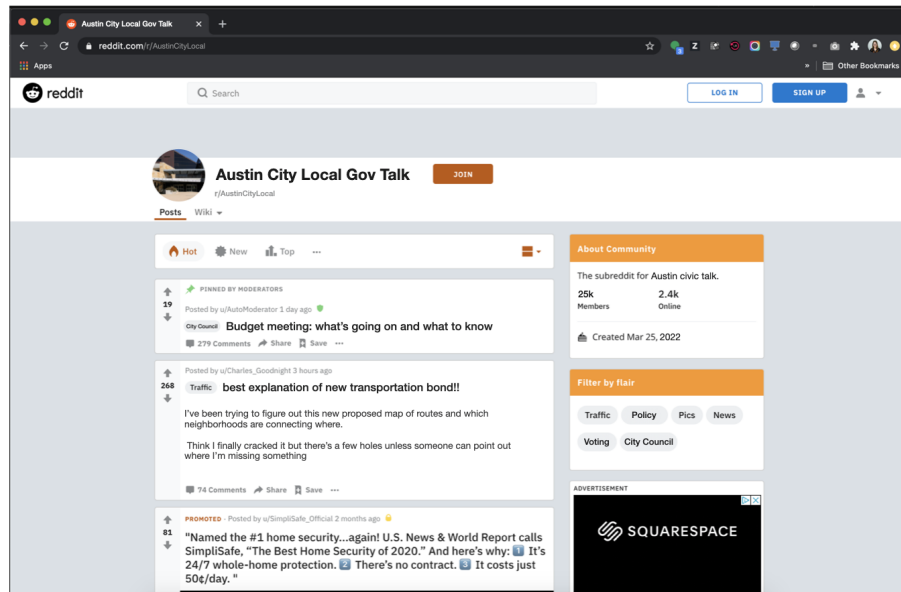 Austin City Local Gov Talk
reddit.com/r/AustinCityLocal
Apps
Other Bookmarks
reddit
Search
LOG IN
SIGN UP
Austin City Local Gov Talk
JOIN
r/AustinCityLocal
Posts
Wiki
Hot
New
Top
PINNED BY MODERATORS
19
Posted by u/AutoModerator 1 day ago
City Council
Budget meeting: what's going on and what to know
279 Comments
Share
Save
Posted by u/Charles_Goodnight 3 hours ago
268
Traffic
best explanation of new transportation bond!!
I've been trying to figure out this new proposed map of routes and which
neighborhoods are connecting where.
Think I finally cracked it but there's a few holes unless someone can point out
where I'm missing something
74 Comments
Share
Save
PROMOTED · Posted by u/SimpliSafe_Official 2 months ago
81
"Named the #1 home security...again! U.S. News & World Report calls
SimpliSafe, “The Best Home Security of 2020.” And here's why: 1️⃣ It's
24/7 whole-home protection. 2️⃣ There's no contract. 3️⃣ It costs just
50¢/day. "
About Community
The subreddit for Austin civic talk.
25k
2.4k
Members
Online
Created Mar 25, 2022
Filter by flair
Traffic
Policy
Pics
News
Voting
City Council
ADVERTISEMENT
SQUARESPACE